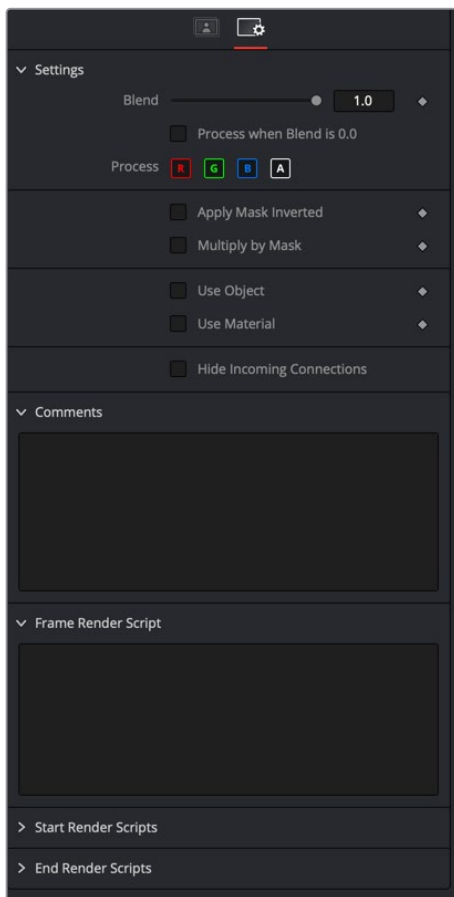 Settings
Blend 1.0
Process when Blend is 0.0
Process R G B A
Apply Mask Inverted
Multiply by Mask
Use Object
Use Material
Hide Incoming Connections
Comments
Frame Render Script
Start Render Scripts
End Render Scripts